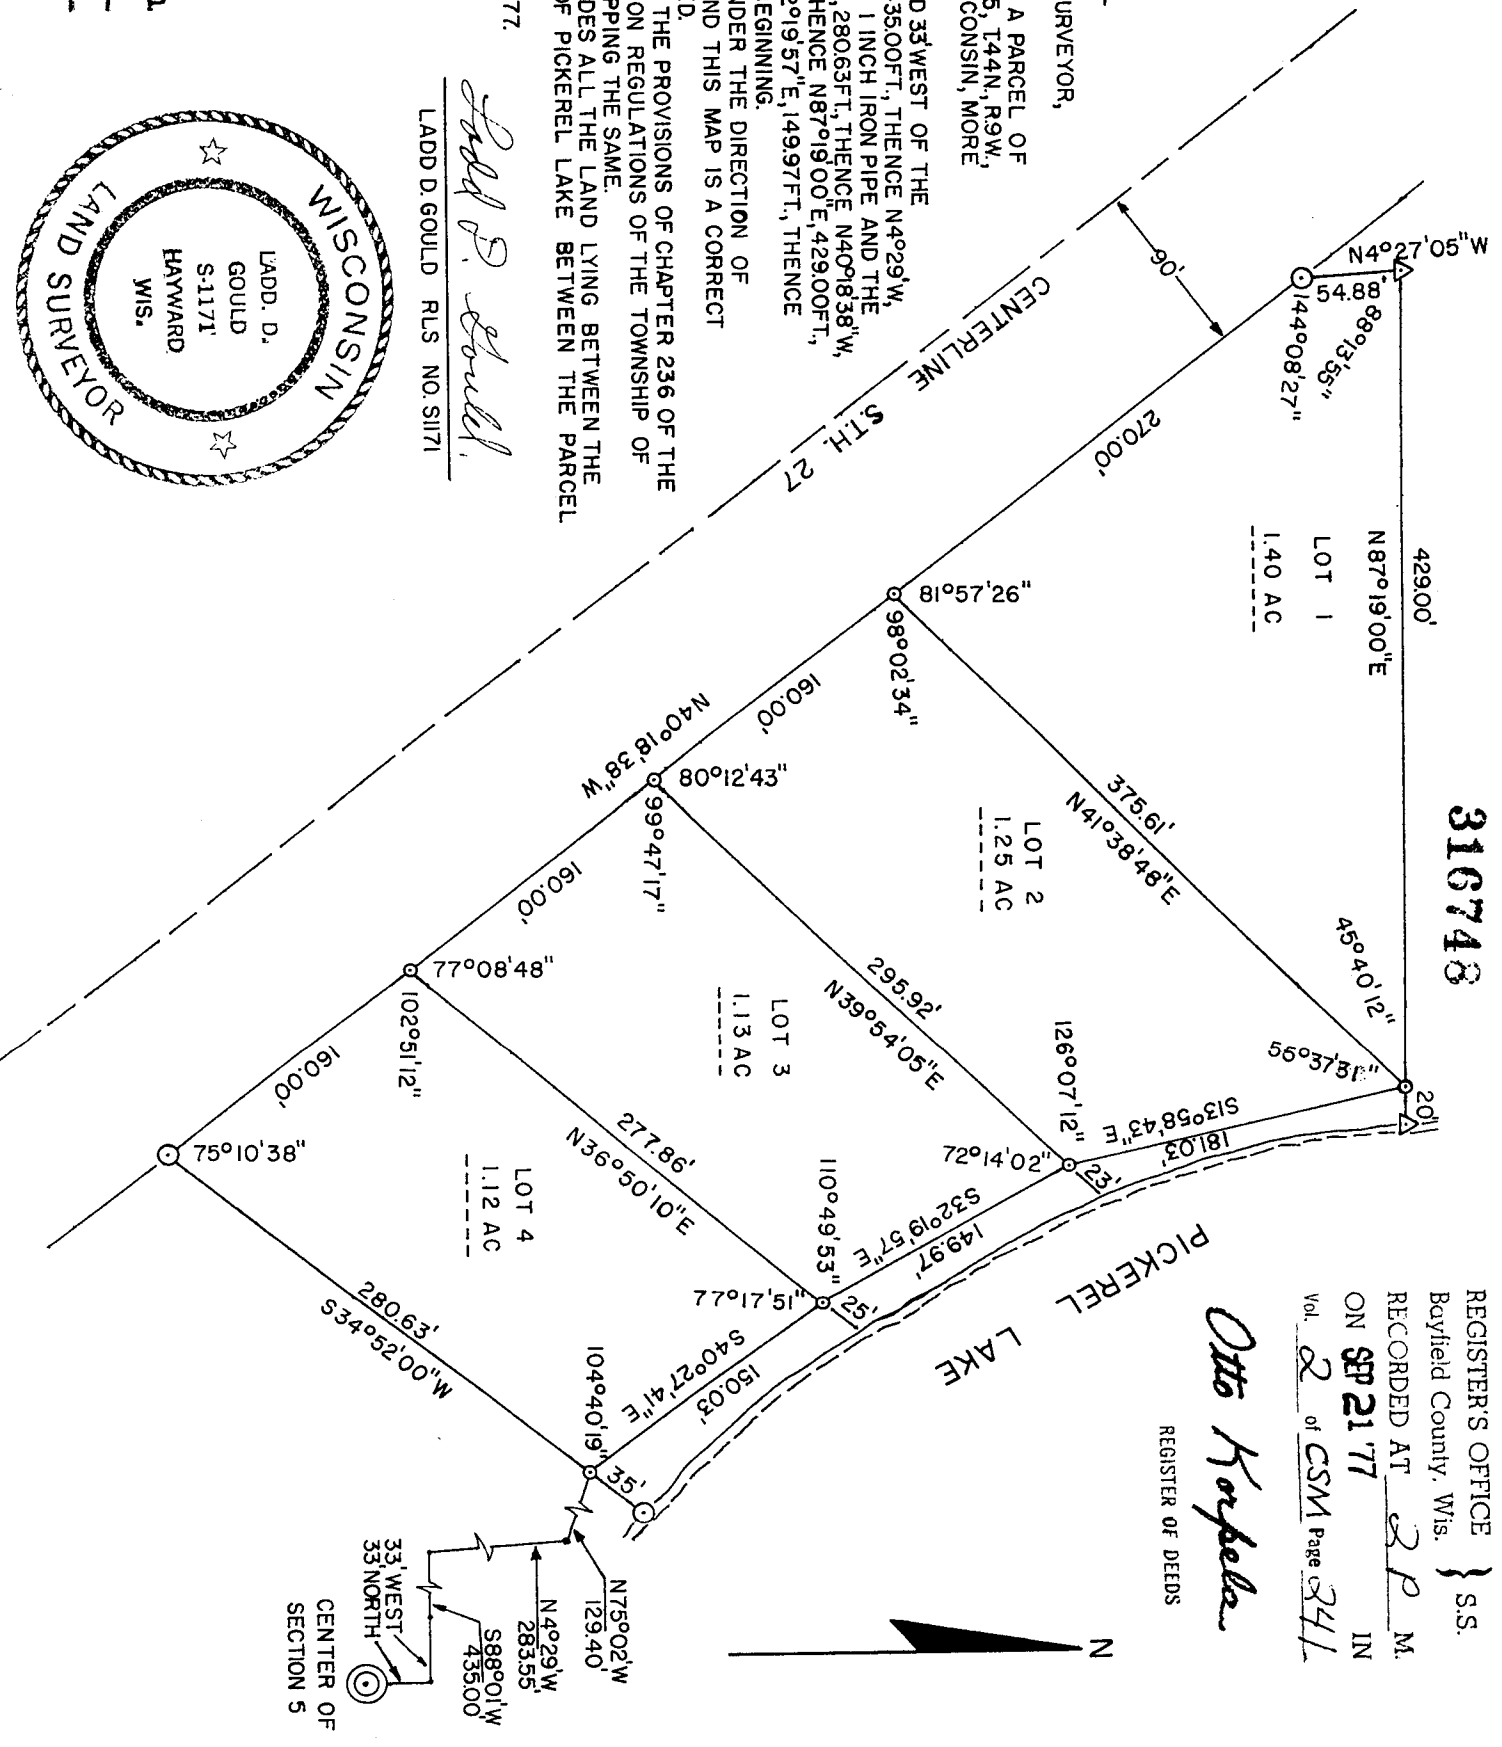 316748
REGISTER'S OFFICE } S.S.
Bayfield County, Wis.
RECORDED AT 2 P M.
ON SEP 21 '77 IN
Vol. 2 of CSM Page 241
Otto Korpela
REGISTER OF DEEDS
N
N4°27'05"W
54.88'
88°13'55"
144°08'27"
429.00'
N87°19'00"E
LOT 1
1.40 AC
90'
CENTERLINE
S.T.H. 27
270.00'
81°57'26"
98°02'34"
375.61'
N41°38'48"E
45°40'12"
20'
LOT 2
1.25 AC
160.00'
N40°18'38"W
80°12'43"
99°47'17"
295.92'
N39°54'05"E
126°07'12"
S13°58'43"E
181.03'
72°14'02"
23'
LOT 3
1.13 AC
160.00'
77°08'48"
102°51'12"
277.86'
N36°50'10"E
110°49'53"
S32°19'57"E
149.97'
77°17'51"
25'
LOT 4
1.12 AC
160.00'
75°10'38"
280.63'
S34°52'00"W
104°40'19"
S40°27'41"E
150.03'
35'
PICKEREL LAKE
N75°02'W
129.40'
N4°29'W
283.55'
S88°01'W
435.00'
33' WEST
33' NORTH
CENTER OF
SECTION 5
SURVEYOR,
A PARCEL OF
5, T.44N., R.9W.,
CONSIN, MORE
D 33' WEST OF THE
35.00FT., THENCE N4°29'W,
1 INCH IRON PIPE AND THE
, 280.63FT., THENCE N40°18'38"W,
HENCE N87°19'00"E, 429.00FT.,
2°19'57"E, 149.97FT., THENCE
EGINNING.
NDER THE DIRECTION OF
ND THIS MAP IS A CORRECT
ED.
THE PROVISIONS OF CHAPTER 236 OF THE
ON REGULATIONS OF THE TOWNSHIP OF
PPING THE SAME.
DES ALL THE LAND LYING BETWEEN THE
OF PICKEREL LAKE BETWEEN THE PARCEL
77.
Ladd D. Gould
LADD D. GOULD RLS NO. S1171
WISCONSIN
LAND SURVEYOR
LADD. D.
GOULD
S-1171
HAYWARD
WIS.